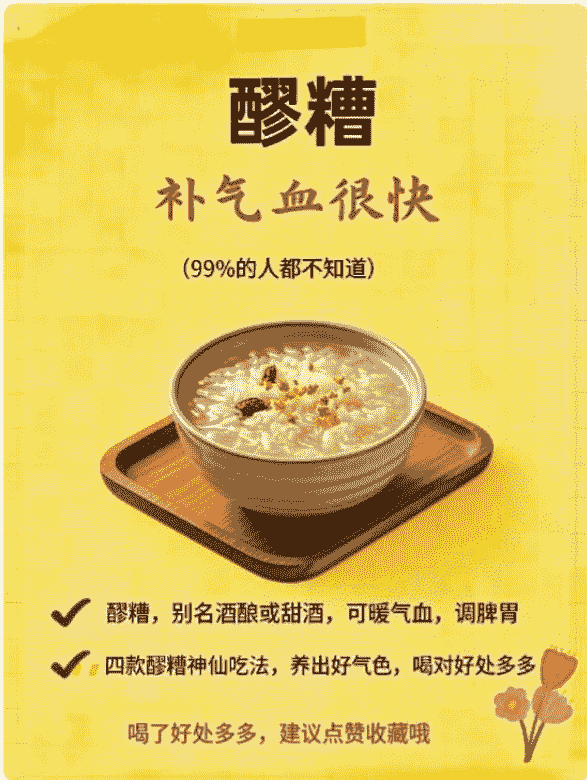 醪糟
补气血很快
（99%的人都不知道）
醪糟，别名酒酿或甜酒，可暖气血，调脾胃
四款醪糟神仙吃法，养出好气色，喝对好处多多
喝了好处多多，建议点赞收藏哦